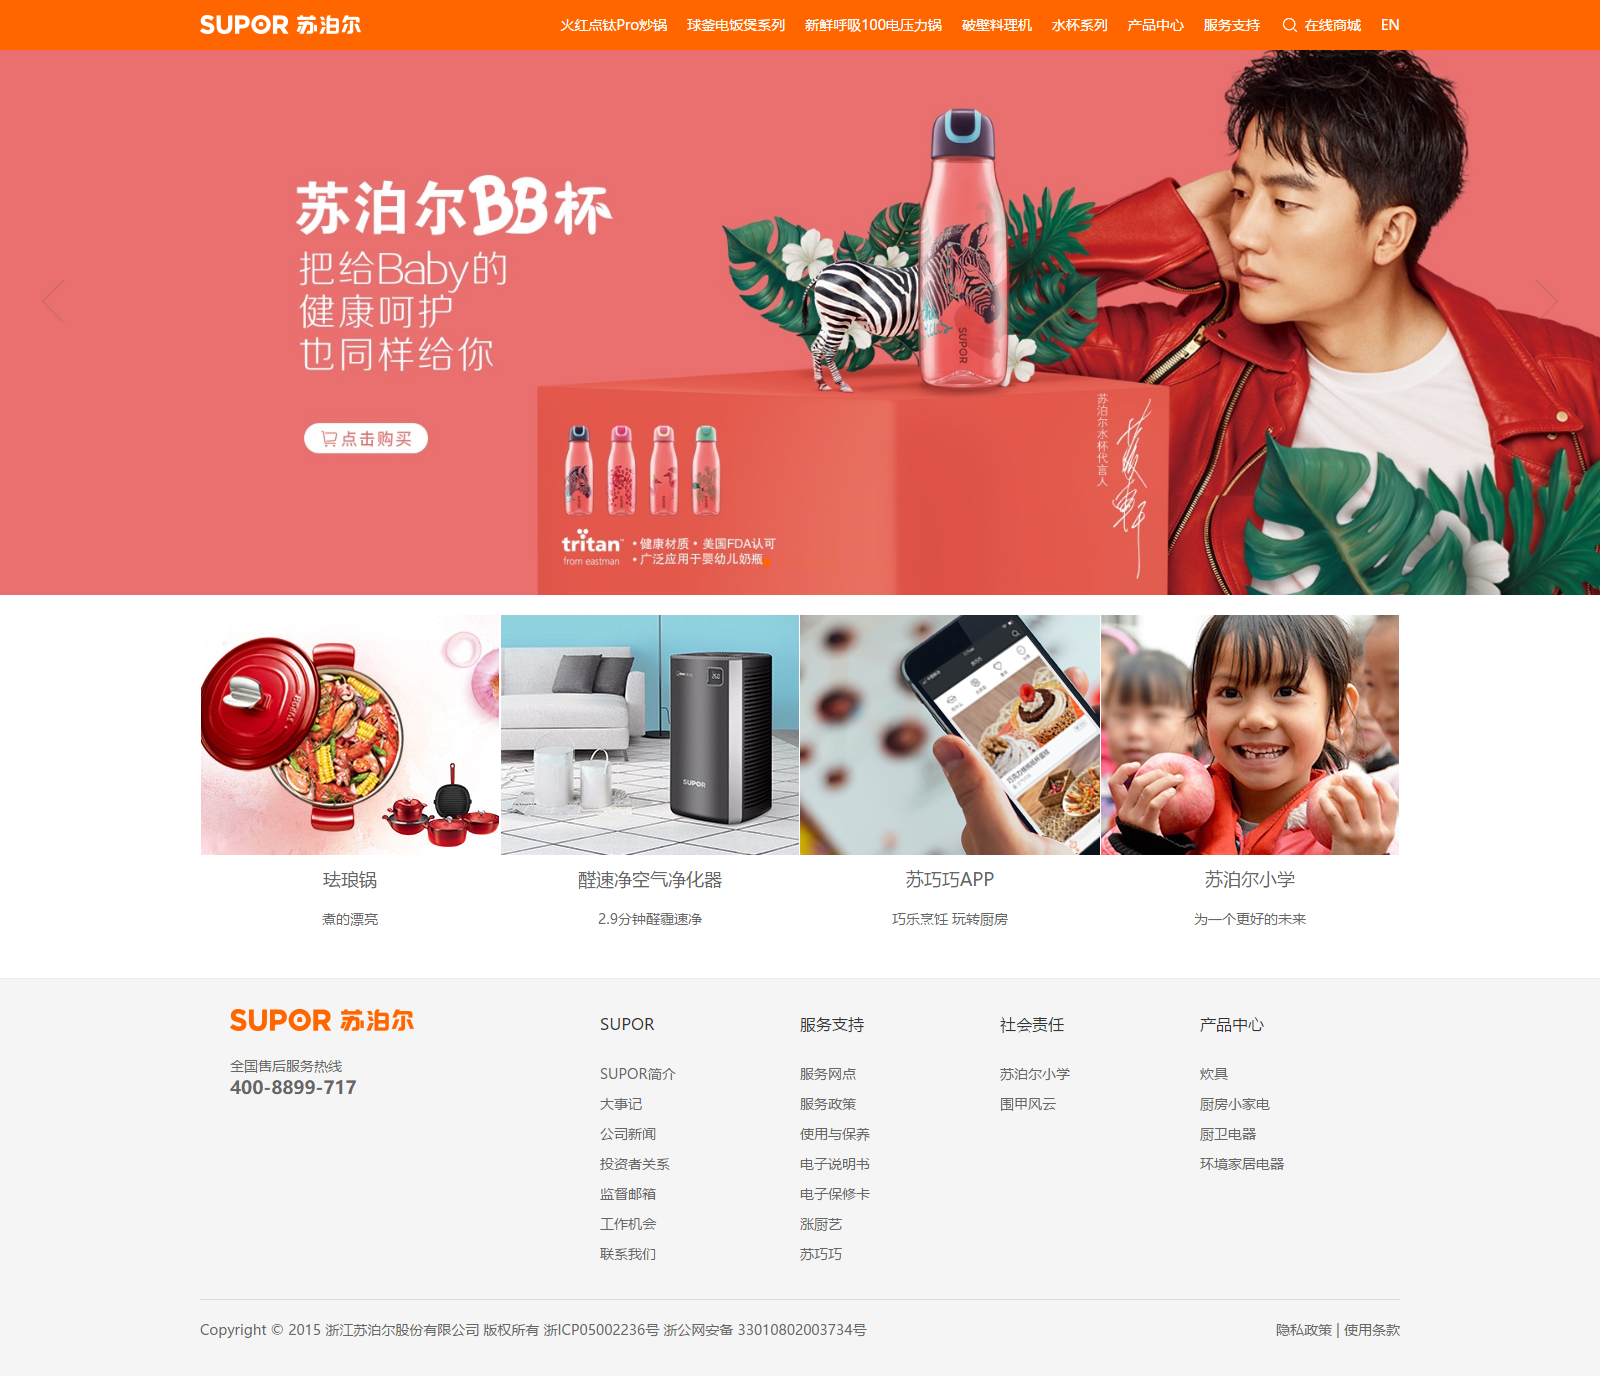 SUPOR 苏泊尔
火红点钛Pro炒锅 球釜电饭煲系列 新鲜呼吸100电压力锅 破壁料理机 水杯系列 产品中心 服务支持 在线商城 EN
苏泊尔BB杯
把给Baby的
健康呵护
也同样给你
点击购买
SUPOR
苏泊尔水杯代言人
tritan™
from eastman
•健康材质 • 美国FDA认可
•广泛应用于婴幼儿奶瓶
SUPOR
珐琅锅
煮的漂亮
醛速净空气净化器
2.9分钟醛霾速净
苏巧巧APP
巧乐烹饪 玩转厨房
苏泊尔小学
为一个更好的未来
SUPOR 苏泊尔
全国售后服务热线
400-8899-717
SUPOR
SUPOR简介
大事记
公司新闻
投资者关系
监督邮箱
工作机会
联系我们
服务支持
服务网点
服务政策
使用与保养
电子说明书
电子保修卡
涨厨艺
苏巧巧
社会责任
苏泊尔小学
围甲风云
产品中心
炊具
厨房小家电
厨卫电器
环境家居电器
Copyright © 2015 浙江苏泊尔股份有限公司 版权所有 浙ICP05002236号 浙公网安备 33010802003734号
隐私政策 | 使用条款